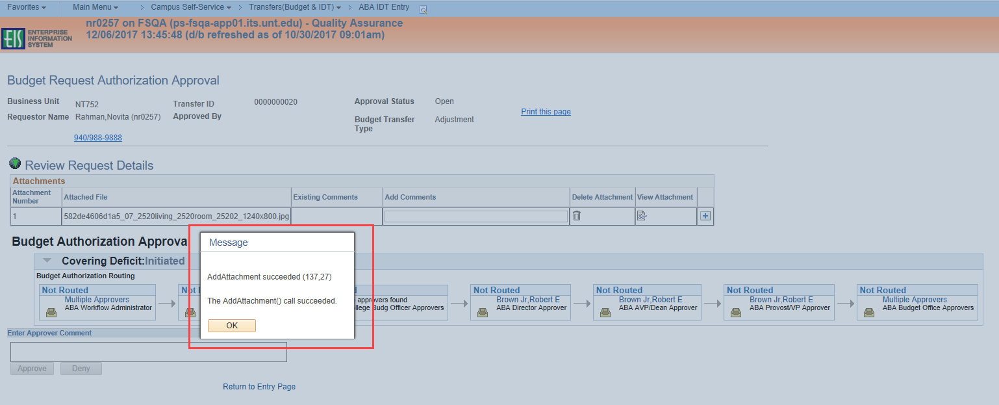 Favorites Main Menu > Campus Self-Service > Transfers(Budget & IDT) > ABA IDT Entry
nr0257 on FSQA (ps-fsqa-app01.its.unt.edu) - Quality Assurance
12/06/2017 13:45:48 (d/b refreshed as of 10/30/2017 09:01am)
EIS
ENTERPRISE
INFORMATION
SYSTEM
Budget Request Authorization Approval
Business Unit NT752 Transfer ID 0000000020 Approval Status Open
Requestor Name Rahman,Novita (nr0257) Approved By
Budget Transfer Type Adjustment
Print this page
940/988-9888
Review Request Details
Attachments
Attachment Number Attached File Existing Comments Add Comments Delete Attachment View Attachment
1 582de4606d1a5_07_2520living_2520room_25202_1240x800.jpg
Budget Authorization Approva
Covering Deficit:Initiated
Budget Authorization Routing
Message
AddAttachment succeeded (137,27)
The AddAttachment() call succeeded.
OK
Not Routed
Multiple Approvers
ABA Workflow Administrator
approvers found
Budg Officer Approvers
Not Routed
Brown Jr,Robert E
ABA Director Approver
Not Routed
Brown Jr,Robert E
ABA AVP/Dean Approver
Not Routed
Brown Jr,Robert E
ABA Provost/VP Approver
Not Routed
Multiple Approvers
ABA Budget Office Approvers
Enter Approver Comment
Approve Deny
Return to Entry Page